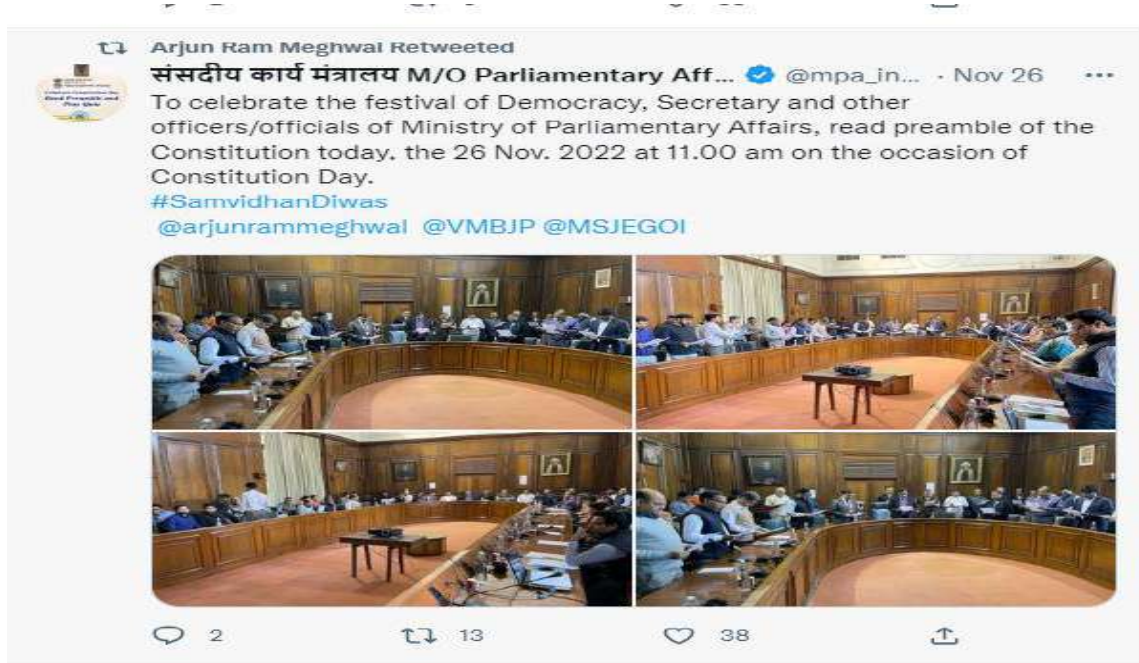 Arjun Ram Meghwal Retweeted
संसदीय कार्य मंत्रालय M/O Parliamentary Aff... @mpa_in... · Nov 26
To celebrate the festival of Democracy, Secretary and other
officers/officials of Ministry of Parliamentary Affairs, read preamble of the
Constitution today, the 26 Nov. 2022 at 11.00 am on the occasion of
Constitution Day.
#SamvidhanDiwas
@arjunrammeghwal @VMBJP @MSJEGOI
2 13 38